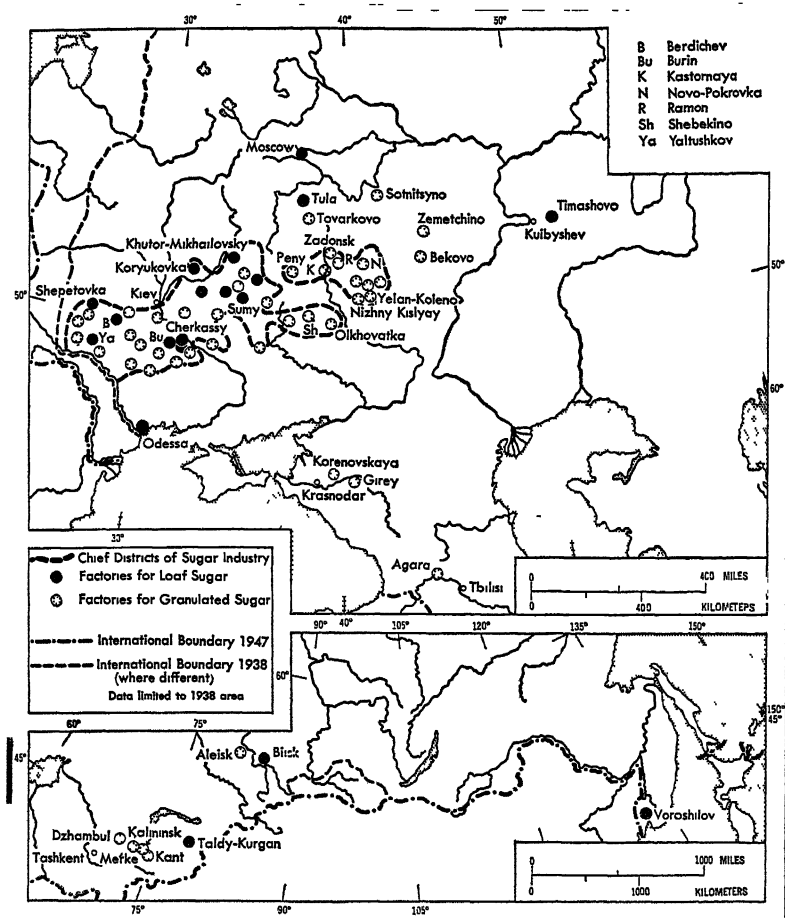 30°
40°
50°
B Berdichev
Bu Burin
K Kastornaya
N Novo-Pokrovka
R Ramon
Sh Shebekino
Ya Yaltushkov
Moscow
Tula
Sotnitsyno
Tovarkovo
Zemetchino
Timashovo
Kuibyshev
Khutor-Mikhailovsky
Zadonsk
Koryukovka
Peny
R
N
K
Bekovo
50°
Shepetovka
Kiev
50°
Yelan-Koleno
Sumy
Nizhny Kislyay
B
Cherkassy
Sh
Olkhovatka
Ya
Bu
60°
Odessa
Korenovskaya
Girey
Krasnodar
Agara
Tbilisi
Chief Districts of Sugar Industry
Factories for Loaf Sugar
Factories for Granulated Sugar
International Boundary 1947
International Boundary 1938
(where different)
Data limited to 1938 area
0 400 MILES
0 400 KILOMETERS
90° 40° 105° 120° 135° 150°
60°
150°
45°
60°
75°
45°
Aleisk
Biisk
Voroshilov
Dzhambul
Kalininsk
Taldy-Kurgan
Tashkent
Mefke
Kant
0 1000 MILES
0 1000 KILOMETERS
75°
90°
105°